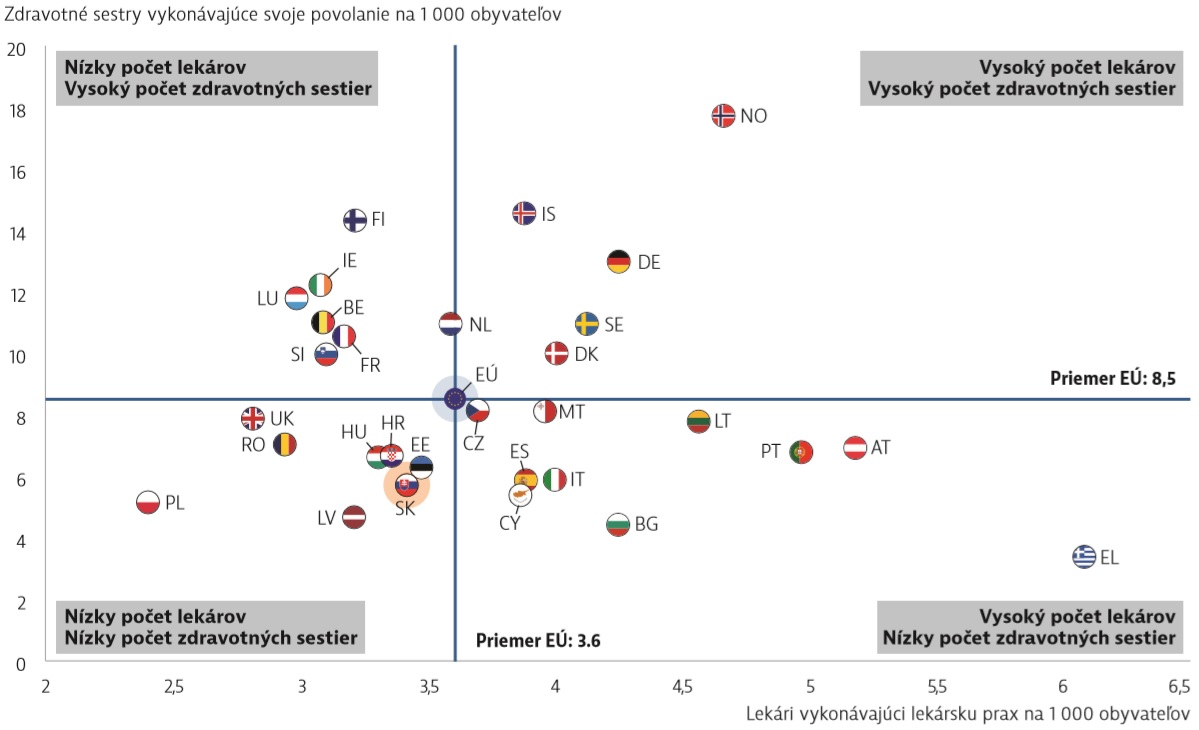 Zdravotné sestry vykonávajúce svoje povolanie na 1 000 obyvateľov
20
Nízky počet lekárov
Vysoký počet zdravotných sestier
Vysoký počet lekárov
Vysoký počet zdravotných sestier
18
NO
16
FI
IS
14
IE
DE
12
LU
BE
NL
SE
SI
FR
DK
10
EÚ
Priemer EÚ: 8,5
8
UK
CZ
MT
LT
RO
HU
HR
EE
ES
PT
AT
6
SK
IT
PL
LV
CY
BG
4
EL
2
Nízky počet lekárov
Nízky počet zdravotných sestier
Priemer EÚ: 3.6
Vysoký počet lekárov
Nízky počet zdravotných sestier
0
2 2,5 3 3,5 4 4,5 5 5,5 6 6,5
Lekári vykonávajúci lekársku prax na 1 000 obyvateľov